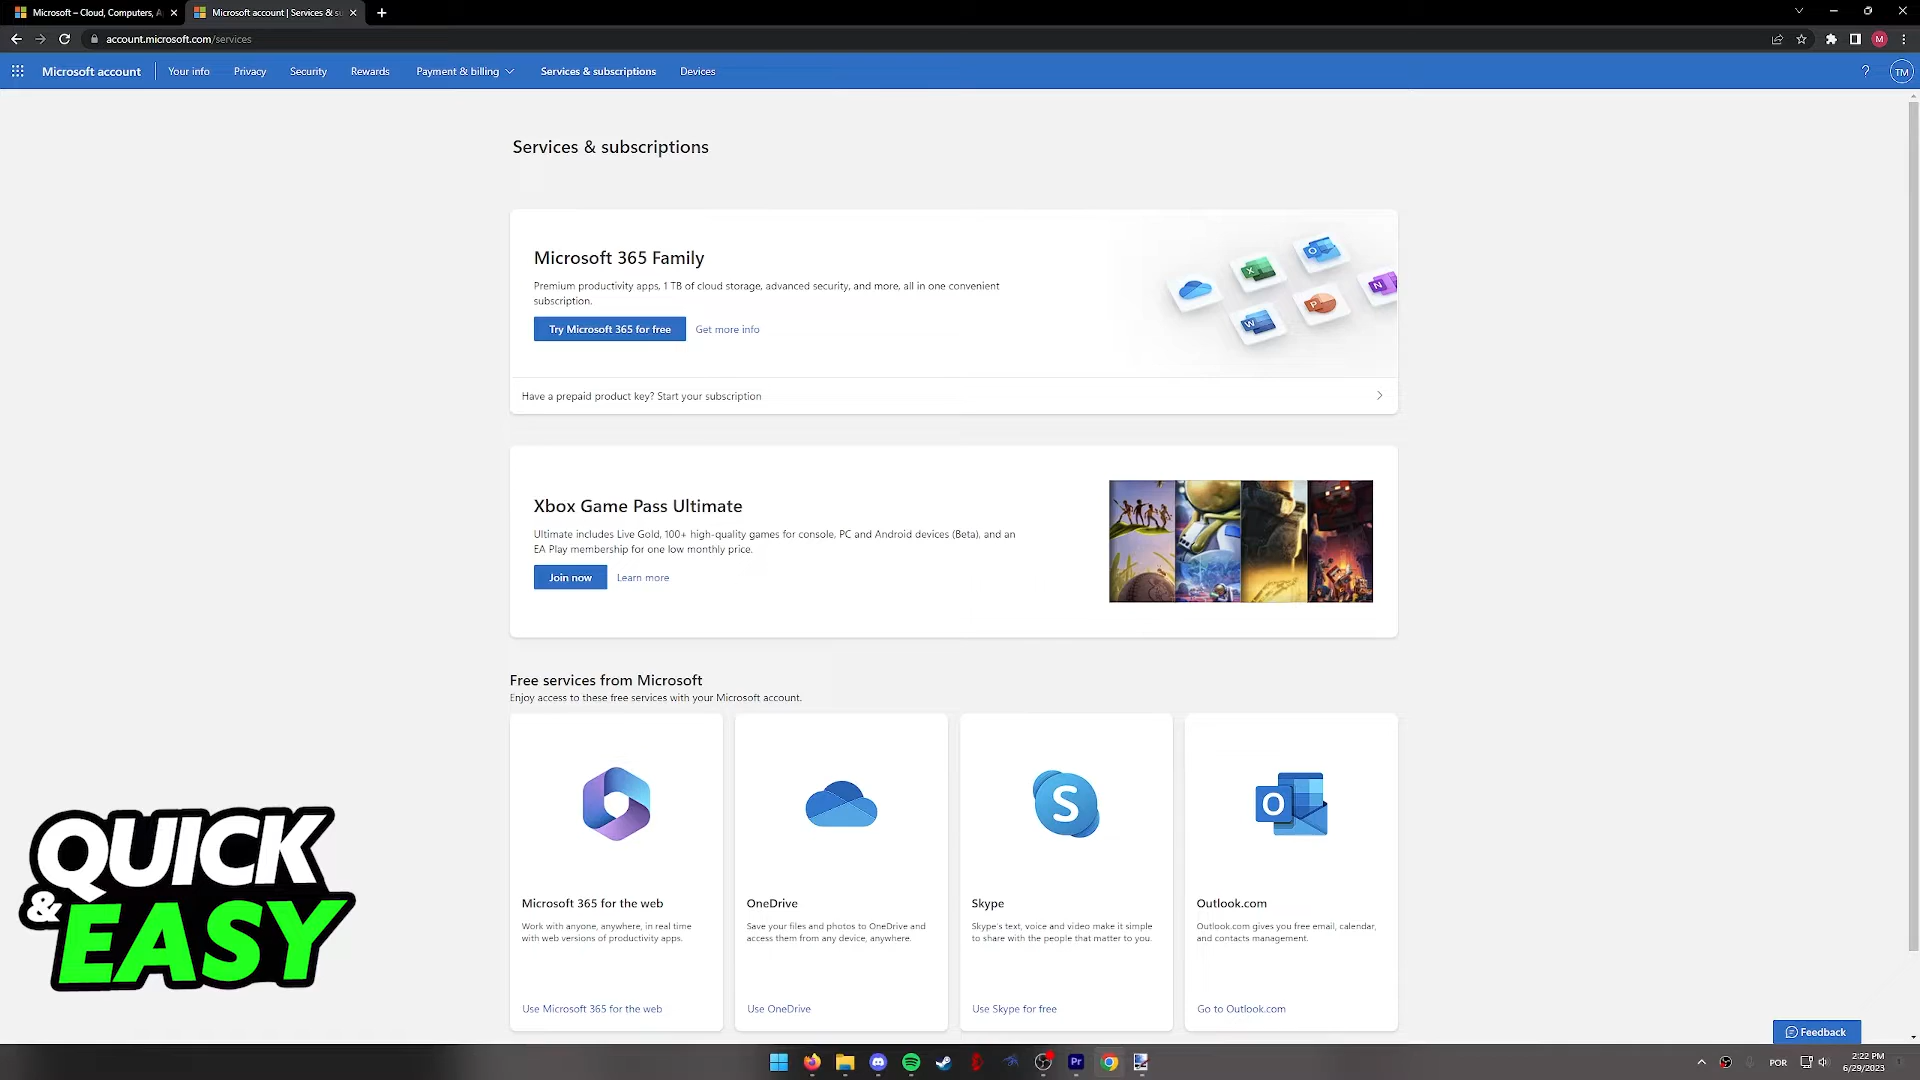 Microsoft – Cloud, Computers, A
Microsoft account | Services & su
account.microsoft.com/services
M
Microsoft account
Your info
Privacy
Security
Rewards
Payment & billing
Services & subscriptions
Devices
?
TM
Services & subscriptions
Microsoft 365 Family
Premium productivity apps, 1 TB of cloud storage, advanced security, and more, all in one convenient
subscription.
Try Microsoft 365 for free
Get more info
Have a prepaid product key? Start your subscription
Xbox Game Pass Ultimate
Ultimate includes Live Gold, 100+ high-quality games for console, PC and Android devices (Beta), and an
EA Play membership for one low monthly price.
Join now
Learn more
Free services from Microsoft
Enjoy access to these free services with your Microsoft account.
Microsoft 365 for the web
Work with anyone, anywhere, in real time
with web versions of productivity apps.
Use Microsoft 365 for the web
OneDrive
Save your files and photos to OneDrive and
access them from any device, anywhere.
Use OneDrive
S
Skype
Skype's text, voice and video make it simple
to share with the people that matter to you.
Use Skype for free
O
Outlook.com
Outlook.com gives you free email, calendar,
and contacts management.
Go to Outlook.com
QUICK
& EASY
Feedback
Pr
POR
2:22 PM
6/29/2023